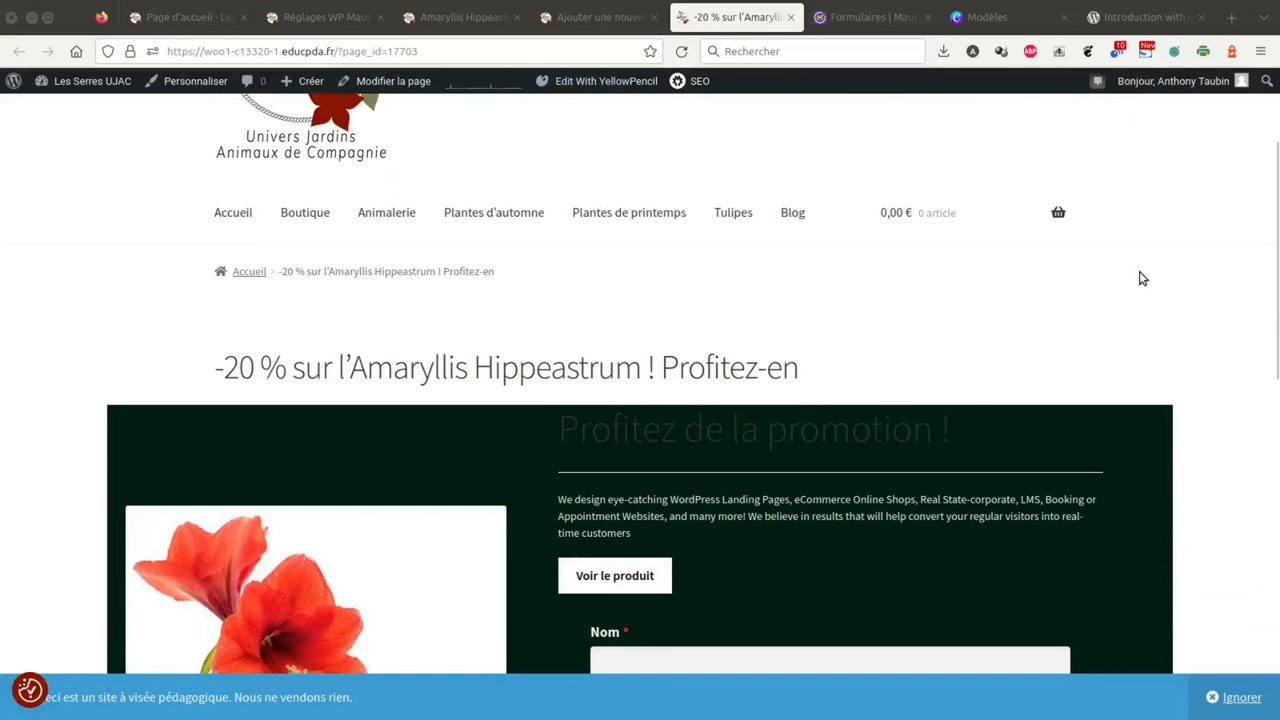 Page d'accueil - Le
Réglages WP Maut
Amaryllis Hippeast
Ajouter une nouvel
-20 % sur l'Amaryll
Formulaires | Mau
Modèles
Introduction with
https://woo1-c13320-1.educpda.fr/?page_id=17703
Rechercher
10
New
ABP
Les Serres UJAC
Personnaliser
0
Créer
Modifier la page
Edit With YellowPencil
SEO
Bonjour, Anthony Taubin
Univers Jardins
Animaux de Compagnie
Accueil
Boutique
Animalerie
Plantes d'automne
Plantes de printemps
Tulipes
Blog
0,00 € 0 article
Accueil
-20 % sur l'Amaryllis Hippeastrum ! Profitez-en
-20 % sur l'Amaryllis Hippeastrum ! Profitez-en
Profitez de la promotion !
We design eye-catching WordPress Landing Pages, eCommerce Online Shops, Real State-corporate, LMS, Booking or
Appointment Websites, and many more! We believe in results that will help convert your regular visitors into real-
time customers
Voir le produit
Nom *
eci est un site à visée pédagogique. Nous ne vendons rien.
Ignorer